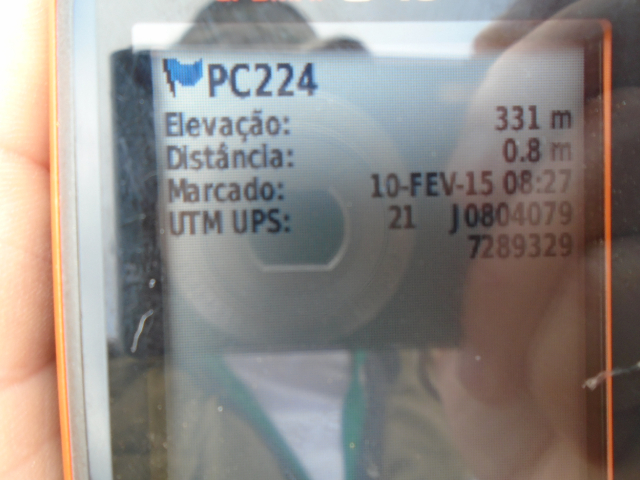 PC224
Elevação: 331 m
Distância: 0.8 m
Marcado: 10-FEV-15 08:27
UTM UPS: 21 J0804079
7289329